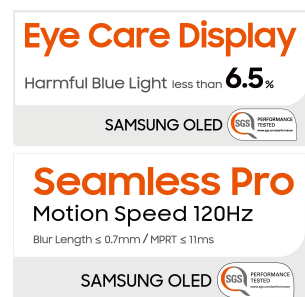 Eye Care Display
Harmful Blue Light less than 6.5%
SAMSUNG OLED
SGS
PERFORMANCE
TESTED
Seamless Pro
Motion Speed 120Hz
Blur Length ≤ 0.7mm / MPRT ≤ 11ms
SAMSUNG OLED
SGS
PERFORMANCE
TESTED